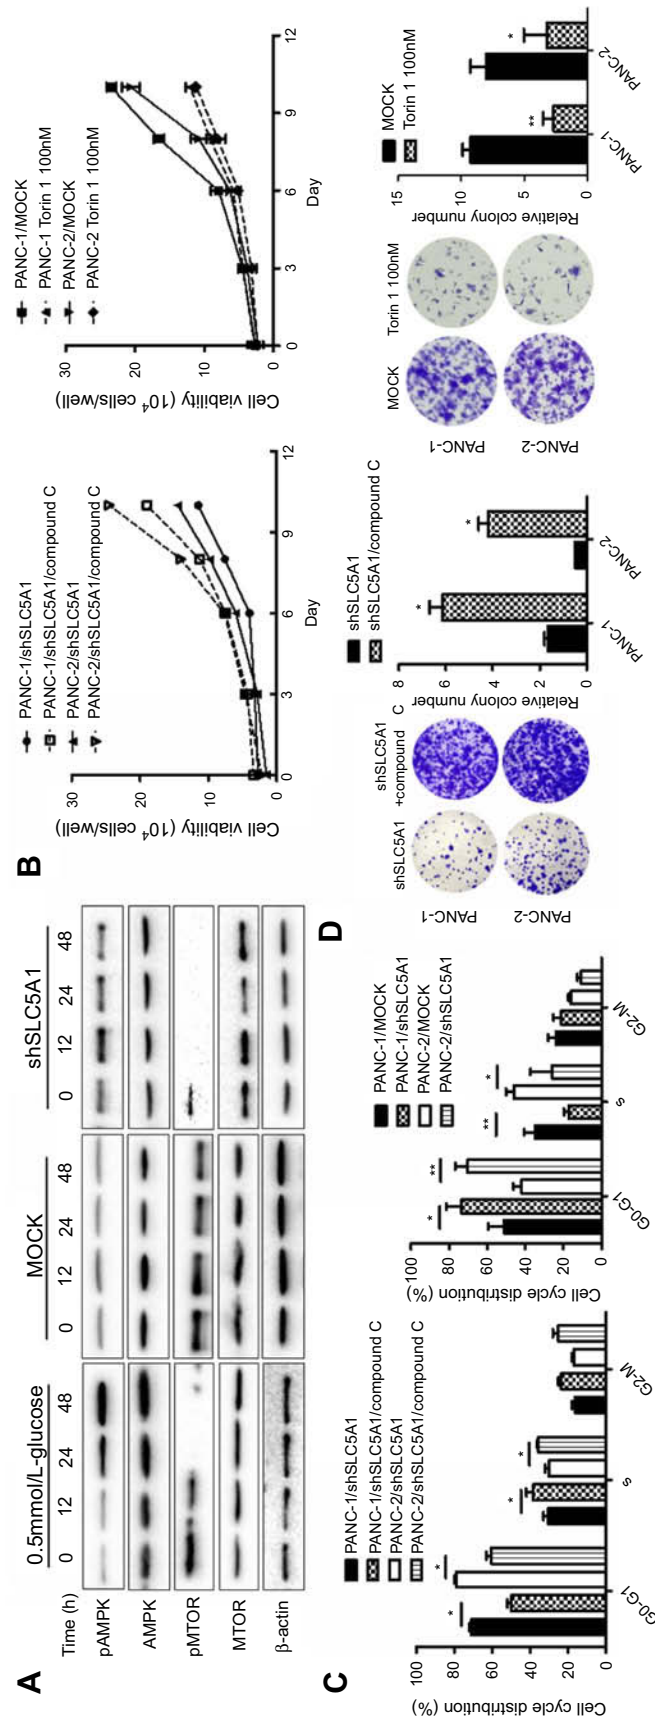 A
0.5mmol/L-glucose
MOCK
shSLC5A1
Time (h)
0
12
24
48
0
12
24
48
0
12
24
48
pAMPK
AMPK
pMTOR
MTOR
β-actin
B
PANC-1/shSLC5A1
PANC-1/shSLC5A1/compound C
PANC-2/shSLC5A1
PANC-2/shSLC5A1/compound C
Cell viability (10⁴ cells/well)
30
20
10
0
0
3
6
9
12
Day
PANC-1/MOCK
PANC-1 Torin 1 100nM
PANC-2/MOCK
PANC-2 Torin 1 100nM
Cell viability (10⁴ cells/well)
30
20
10
0
0
3
6
9
12
Day
C
PANC-1/shSLC5A1
PANC-1/shSLC5A1/compound C
PANC-2/shSLC5A1
PANC-2/shSLC5A1/compound C
Cell cycle distribution (%)
100
80
60
40
20
0
*
*
*
*
G0-G1
s
G2-M
PANC-1/MOCK
PANC-1/shSLC5A1
PANC-2/MOCK
PANC-2/shSLC5A1
Cell cycle distribution (%)
100
80
60
40
20
0
*
**
**
*
G0-G1
s
G2-M
D
shSLC5A1
shSLC5A1
+compound
C
PANC-1
PANC-2
shSLC5A1
shSLC5A1/compound C
Relative colony number
8
6
4
2
0
*
*
PANC-1
PANC-2
MOCK
Torin 1 100nM
PANC-1
PANC-2
MOCK
Torin 1 100nM
Relative colony number
15
10
5
0
**
*
PANC-1
PANC-2